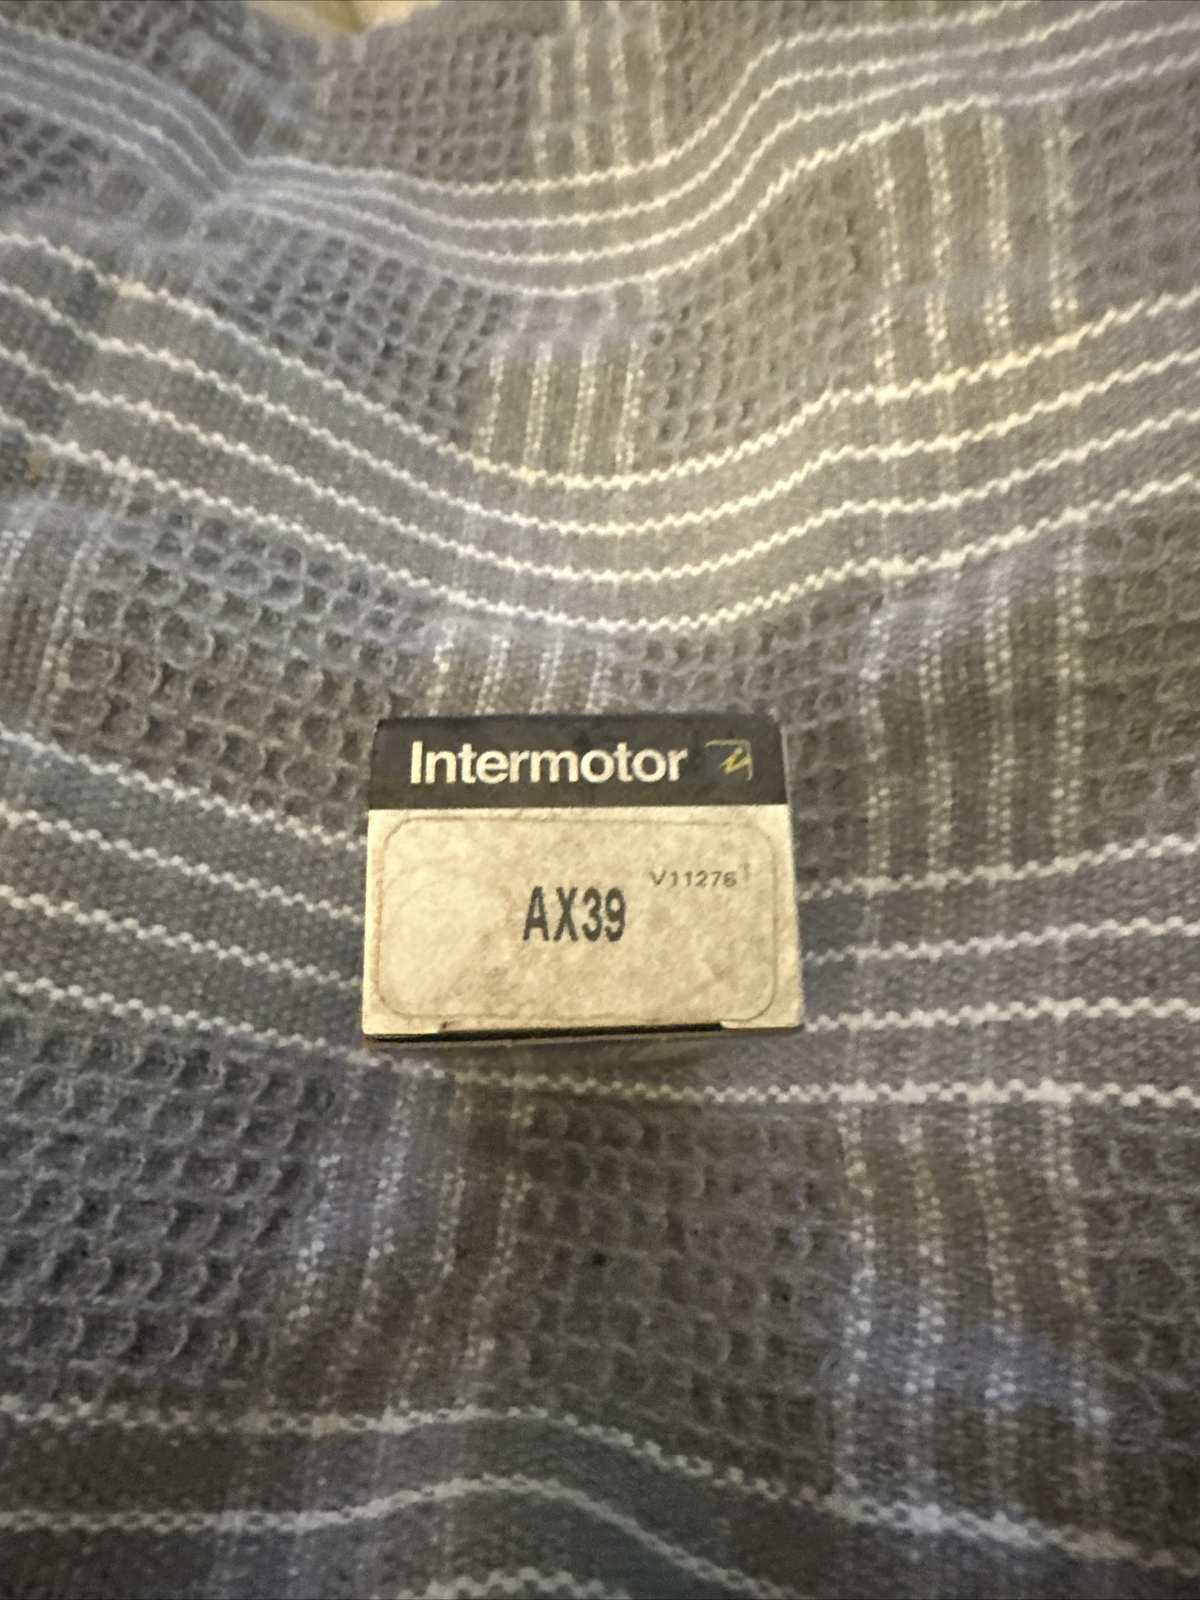 Intermotor
V11276
AX39